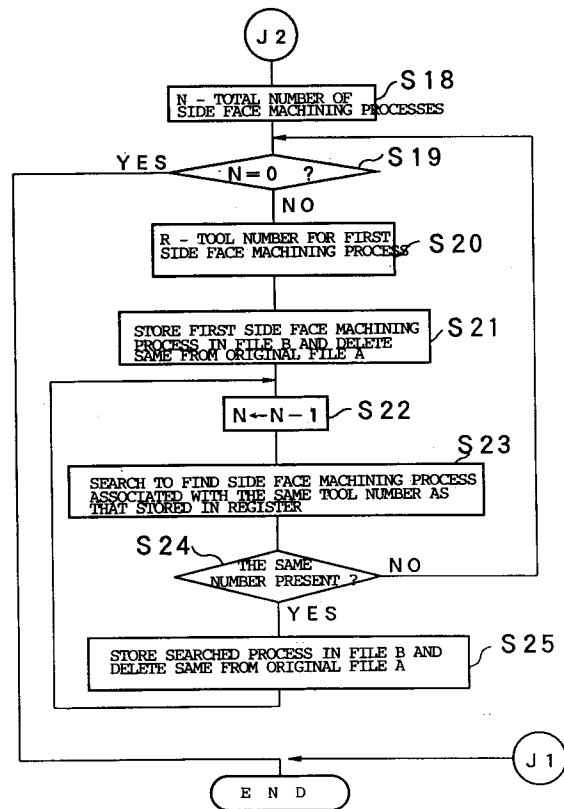 J2
S18
N - TOTAL NUMBER OF
SIDE FACE MACHINING PROCESSES
YES
S19
N=0 ?
NO
R - TOOL NUMBER FOR FIRST
SIDE FACE MACHINING PROCESS
S20
STORE FIRST SIDE FACE MACHINING
PROCESS IN FILE B AND DELETE
SAME FROM ORIGINAL FILE A
S21
N←N-1
S22
S23
SEARCH TO FIND SIDE FACE MACHINING PROCESS
ASSOCIATED WITH THE SAME TOOL NUMBER AS
THAT STORED IN REGISTER
S24
THE SAME
NUMBER PRESENT ?
NO
YES
STORE SEARCHED PROCESS IN FILE B AND
DELETE SAME FROM ORIGINAL FILE A
S25
J1
END